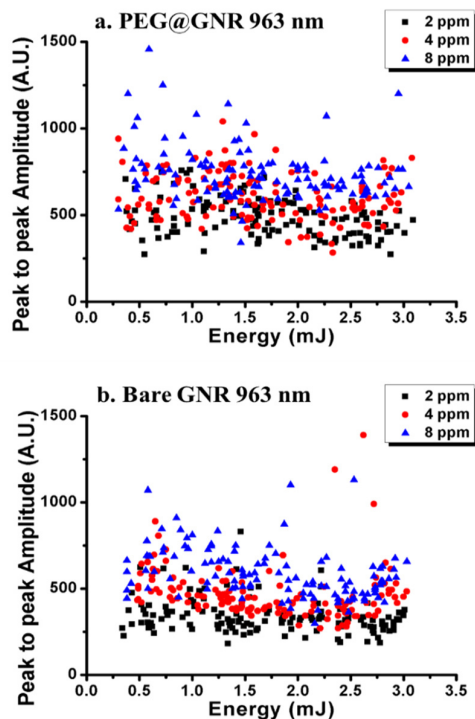 a. PEG@GNR 963 nm
2 ppm
4 ppm
8 ppm
Peak to peak Amplitude (A.U.)
1500
1000
500
0
0.0 0.5 1.0 1.5 2.0 2.5 3.0 3.5
Energy (mJ)
b. Bare GNR 963 nm
2 ppm
4 ppm
8 ppm
Peak to peak Amplitude (A.U.)
1500
1000
500
0
0.0 0.5 1.0 1.5 2.0 2.5 3.0 3.5
Energy (mJ)